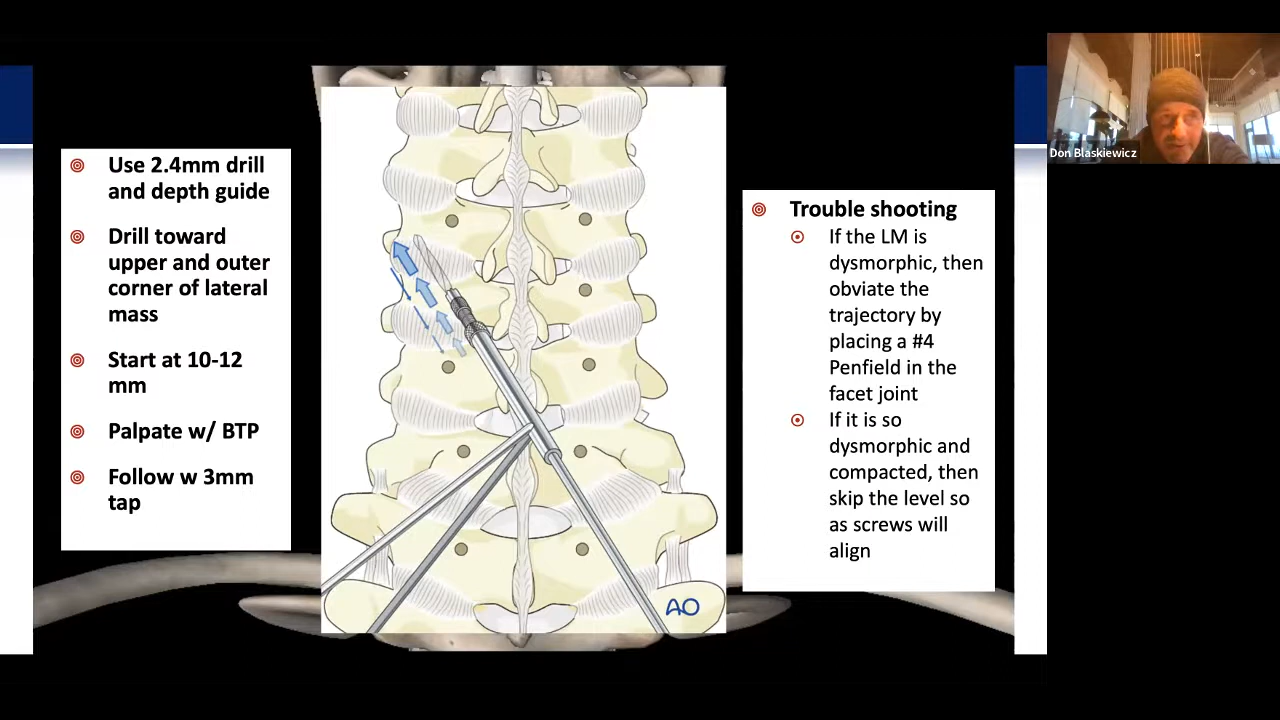 Use 2.4mm drill
and depth guide
Drill toward
upper and outer
corner of lateral
mass
Start at 10-12
mm
Palpate w/ BTP
Follow w 3mm
tap
AO
Trouble shooting
If the LM is
dysmorphic, then
obviate the
trajectory by
placing a #4
Penfield in the
facet joint
If it is so
dysmorphic and
compacted, then
skip the level so
as screws will
align
Don Blaskiewicz